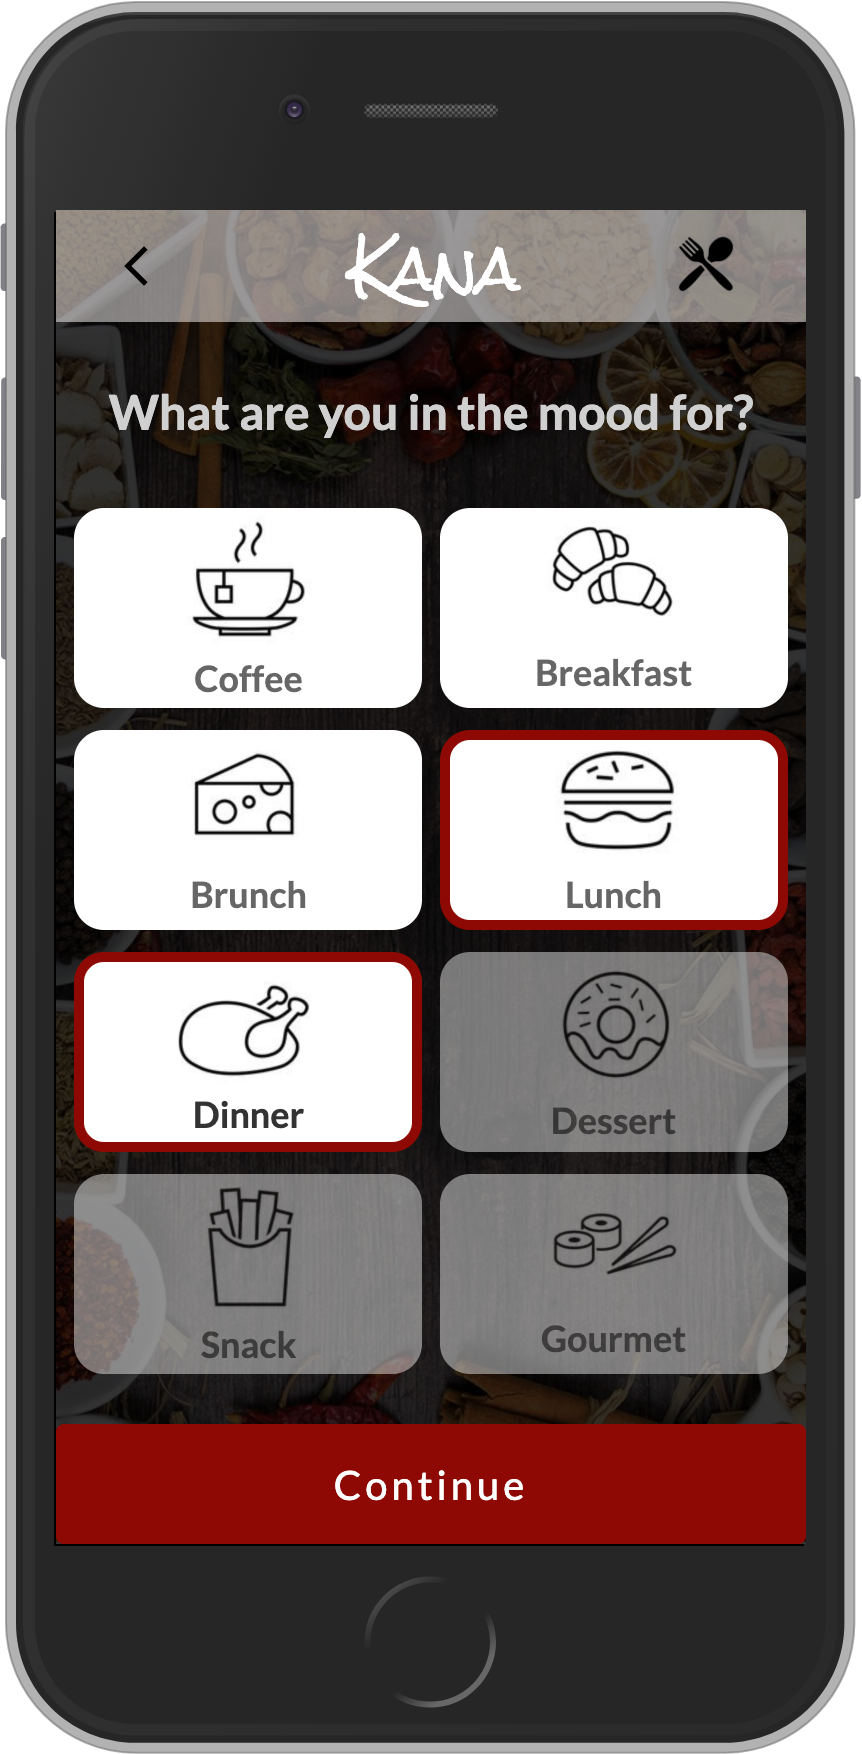 Kana
What are you in the mood for?
Coffee
Breakfast
Brunch
Lunch
Dinner
Dessert
Snack
Gourmet
Continue